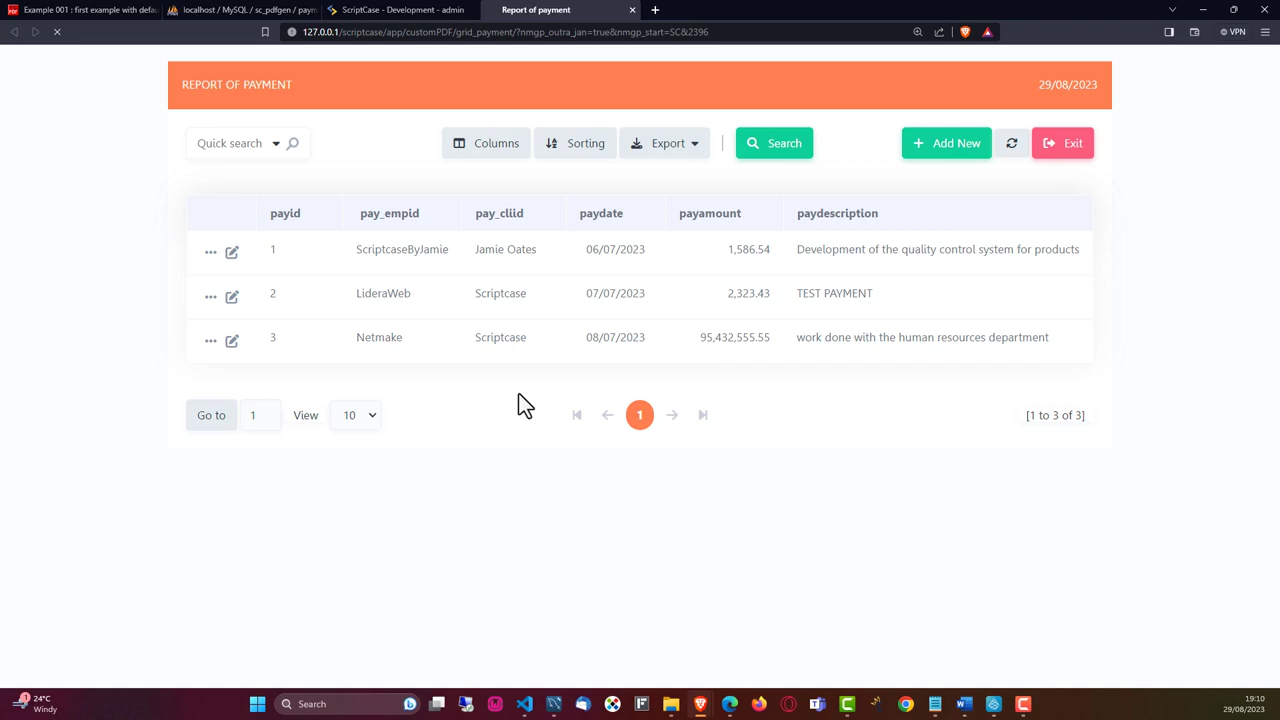 Example 001 : first example with defau
localhost / MySQL / sc_pdfgen / paym
ScriptCase - Development - admin
Report of payment
127.0.0.1/scriptcase/app/customPDF/grid_payment/?nmgp_outra_jan=true&nmgp_start=SC&2396
VPN
REPORT OF PAYMENT 29/08/2023
Quick search Columns Sorting Export Search Add New Exit
payid pay_empid pay_cliid paydate payamount paydescription
1 ScriptcaseByJamie Jamie Oates 06/07/2023 1,586.54 Development of the quality control system for products
2 LideraWeb Scriptcase 07/07/2023 2,323.43 TEST PAYMENT
3 Netmake Scriptcase 08/07/2023 95,432,555.55 work done with the human resources department
Go to 1 View 10 1 [1 to 3 of 3]
1 24°C
Windy
Search
19:10
29/08/2023